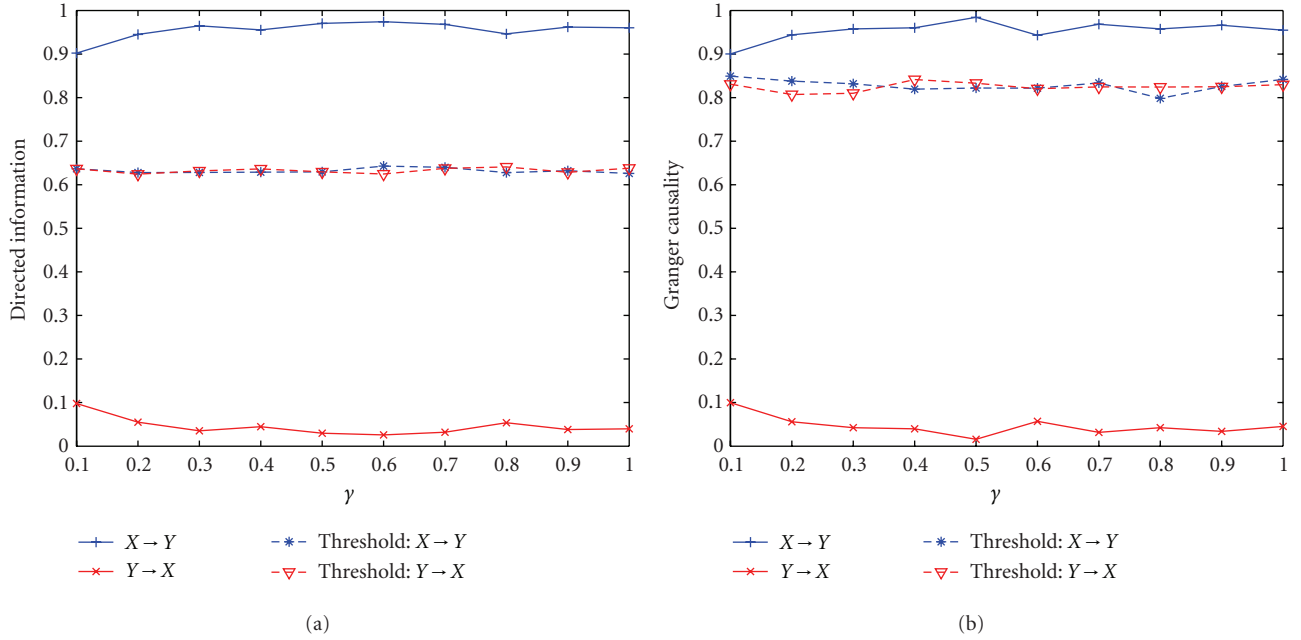 Directed information
1
0.9
0.8
0.7
0.6
0.5
0.4
0.3
0.2
0.1
0
0.1 0.2 0.3 0.4 0.5 0.6 0.7 0.8 0.9 1
γ
X → Y
Y → X
Threshold: X → Y
Threshold: Y → X
(a)
Granger causality
1
0.9
0.8
0.7
0.6
0.5
0.4
0.3
0.2
0.1
0
0.1 0.2 0.3 0.4 0.5 0.6 0.7 0.8 0.9 1
γ
X → Y
Y → X
Threshold: X → Y
Threshold: Y → X
(b)